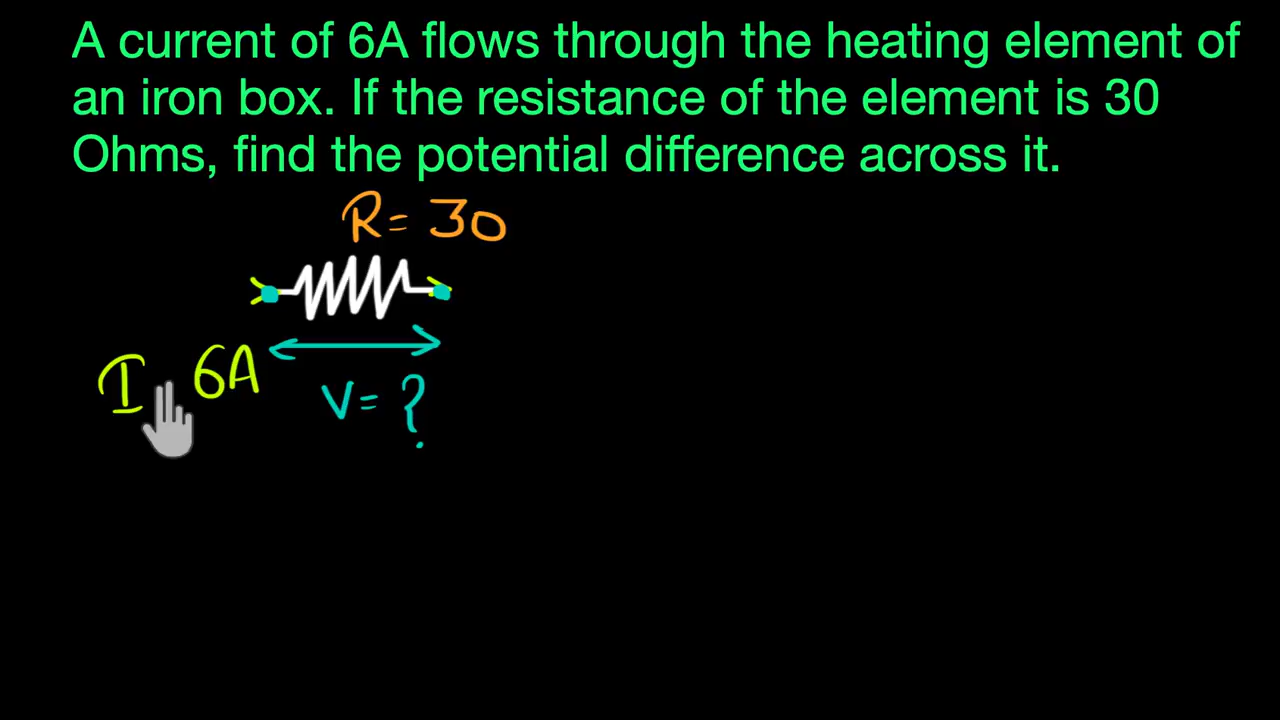 A current of 6A flows through the heating element of
an iron box. If the resistance of the element is 30
Ohms, find the potential difference across it.
R= 30
I 6A
V= ?